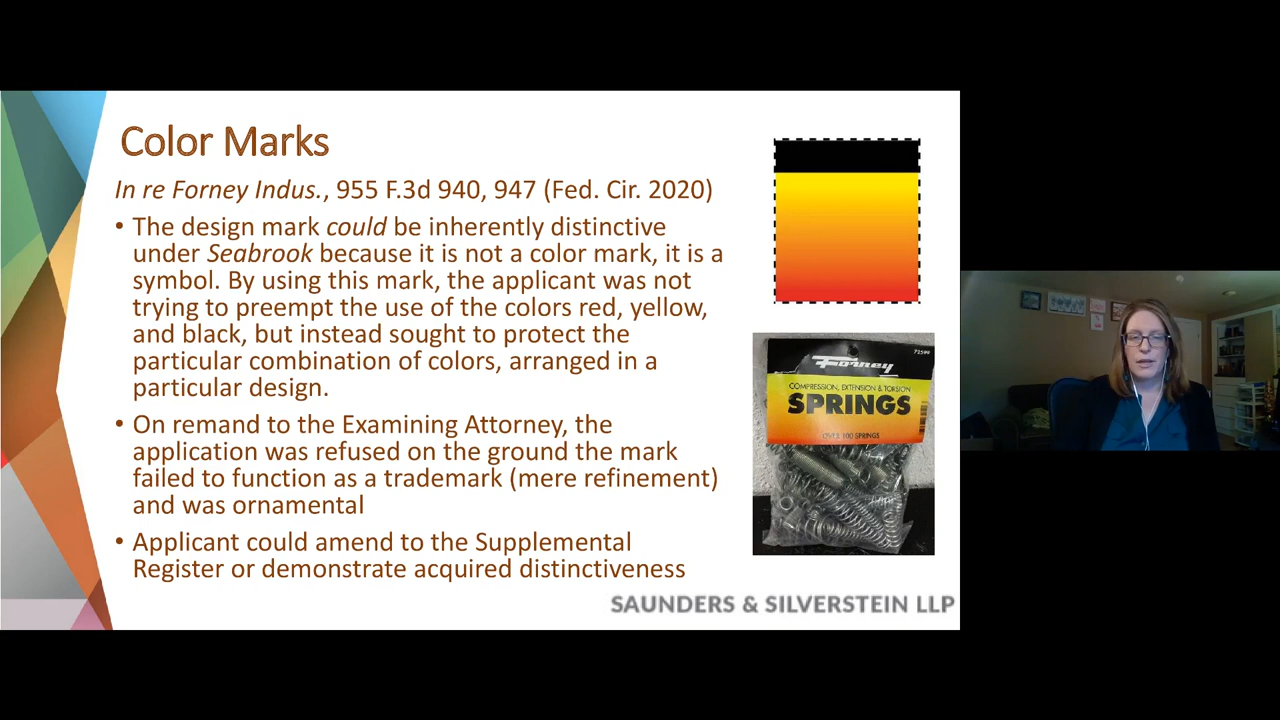 Color Marks
In re Forney Indus., 955 F.3d 940, 947 (Fed. Cir. 2020)
• The design mark could be inherently distinctive
under Seabrook because it is not a color mark, it is a
symbol. By using this mark, the applicant was not
trying to preempt the use of the colors red, yellow,
and black, but instead sought to protect the
particular combination of colors, arranged in a
particular design.
• On remand to the Examining Attorney, the
application was refused on the ground the mark
failed to function as a trademark (mere refinement)
and was ornamental
• Applicant could amend to the Supplemental
Register or demonstrate acquired distinctiveness
Forney
COMPRESSION, EXTENSION & TORSION
SPRINGS
OVER 100 SPRINGS
SAUNDERS & SILVERSTEIN LLP